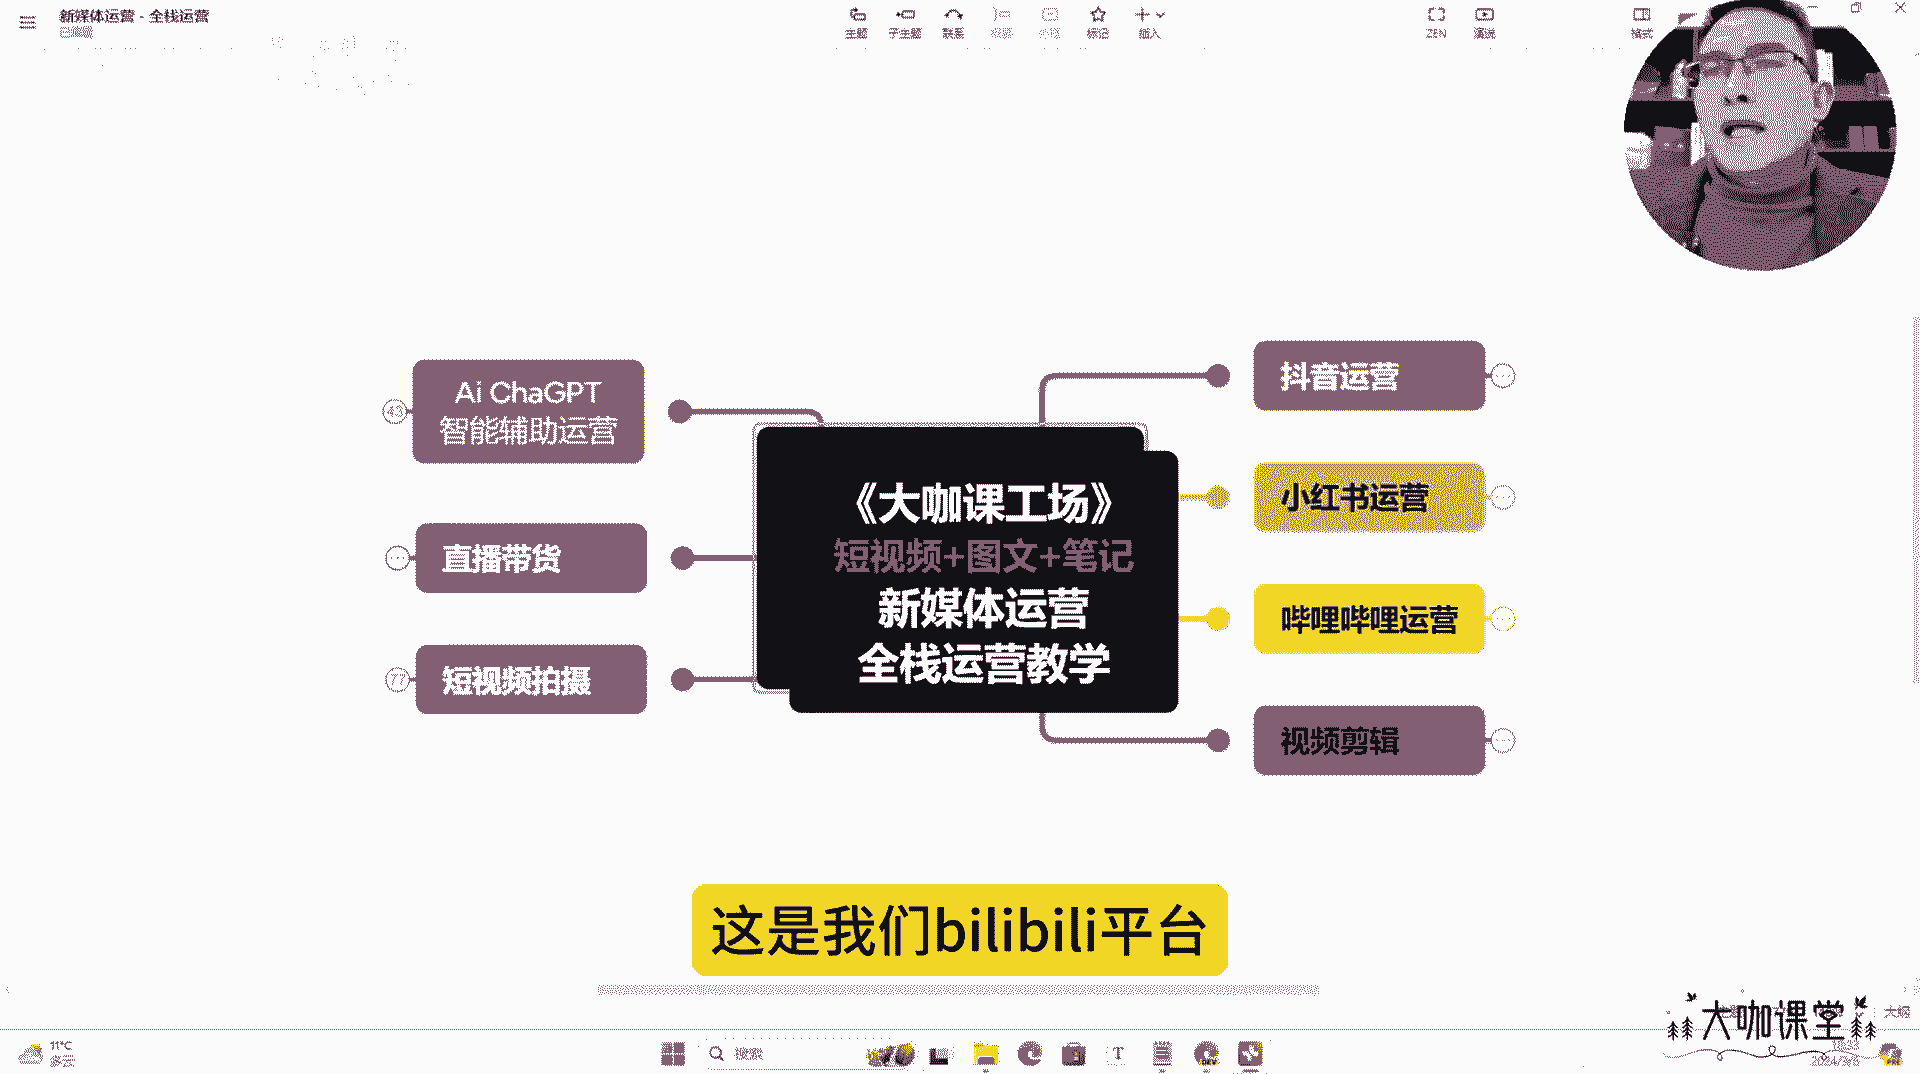 新媒体运营 - 全栈运营
已编辑
主题
子主题
联系
概要
外框
标记
插入
ZEN
演说
格式
43
Ai ChaGPT
智能辅助运营
直播带货
77
短视频拍摄
《大咖课工场》
短视频+图文+笔记
新媒体运营
全栈运营教学
抖音运营
小红书运营
哔哩哔哩运营
视频剪辑
这是我们bilibili平台
大咖课堂
大纲
11°C
多云
搜索